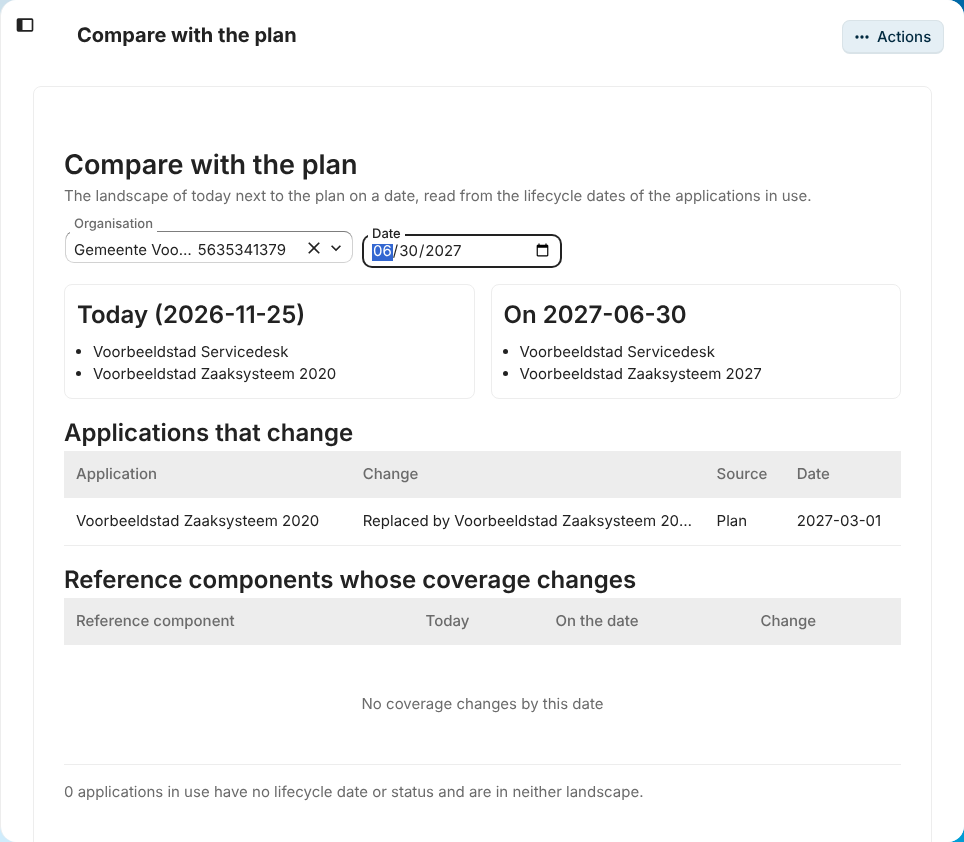 Compare with the plan
Actions
Compare with the plan
The landscape of today next to the plan on a date, read from the lifecycle dates of the applications in use.
Organisation
Gemeente Voo... 5635341379
Date
06/30/2027
Today (2026-11-25)
Voorbeeldstad Servicedesk
Voorbeeldstad Zaaksysteem 2020
On 2027-06-30
Voorbeeldstad Servicedesk
Voorbeeldstad Zaaksysteem 2027
Applications that change
Application Change Source Date
Voorbeeldstad Zaaksysteem 2020 Replaced by Voorbeeldstad Zaaksysteem 20... Plan 2027-03-01
Reference components whose coverage changes
Reference component Today On the date Change
No coverage changes by this date
0 applications in use have no lifecycle date or status and are in neither landscape.